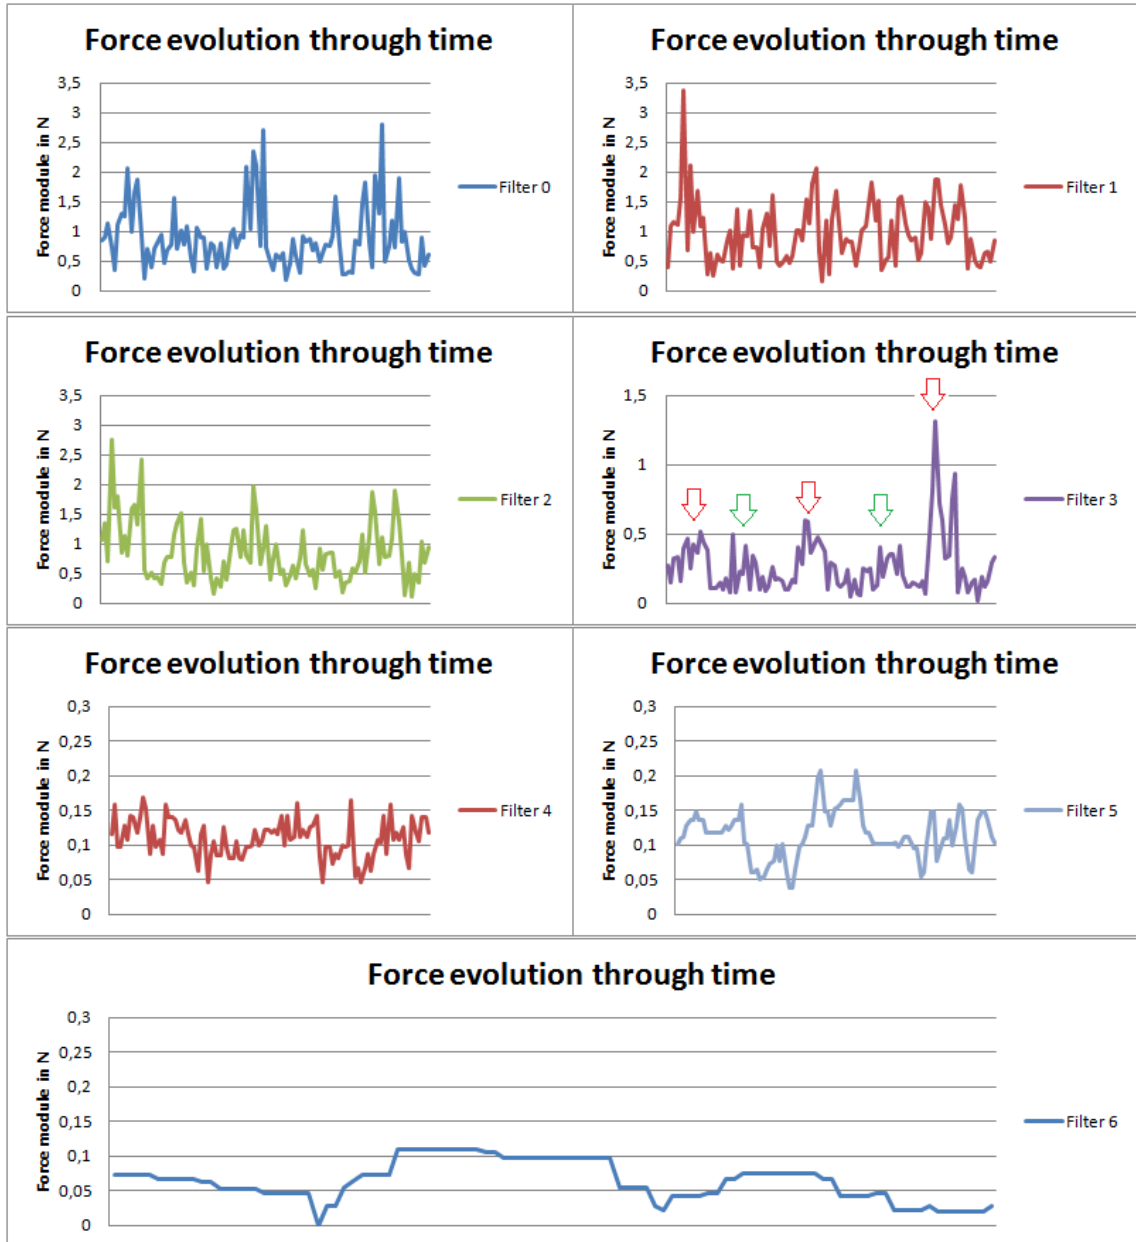 Force evolution through time
Force module in N
3,5
3
2,5
2
1,5
1
0,5
0
Filter 0
Force evolution through time
Force module in N
3,5
3
2,5
2
1,5
1
0,5
0
Filter 1
Force evolution through time
Force module in N
3,5
3
2,5
2
1,5
1
0,5
0
Filter 2
Force evolution through time
Force module in N
1,5
1
0,5
0
Filter 3
Force evolution through time
Force module in N
0,3
0,25
0,2
0,15
0,1
0,05
0
Filter 4
Force evolution through time
Force module in N
0,3
0,25
0,2
0,15
0,1
0,05
0
Filter 5
Force evolution through time
Force module in N
0,3
0,25
0,2
0,15
0,1
0,05
0
Filter 6